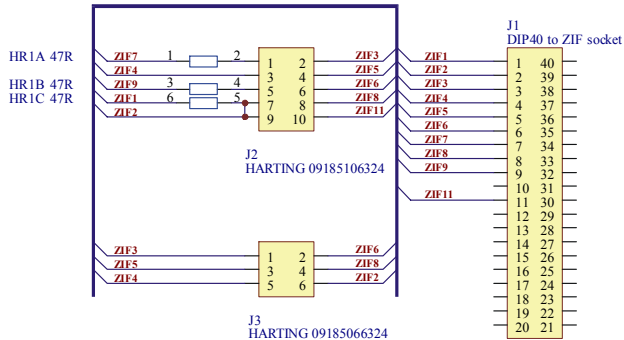 J1
DIP40 to ZIF socket
HR1A 47R ZIF7 1 2 1 2 ZIF3 ZIF1 1 40
ZIF4 3 4 ZIF5 ZIF2 2 39
HR1B 47R ZIF9 3 4 5 6 ZIF6 ZIF3 3 38
HR1C 47R ZIF1 6 5 7 8 ZIF8 ZIF4 4 37
ZIF2 9 10 ZIF11 ZIF5 5 36
ZIF6 6 35
ZIF7 7 34
J2 ZIF8 8 33
HARTING 09185106324 ZIF9 9 32
10 31
ZIF11 11 30
12 29
13 28
14 27
ZIF3 1 2 ZIF6 15 26
ZIF5 3 4 ZIF8 16 25
ZIF4 5 6 ZIF2 17 24
18 23
19 22
J3 20 21
HARTING 09185066324